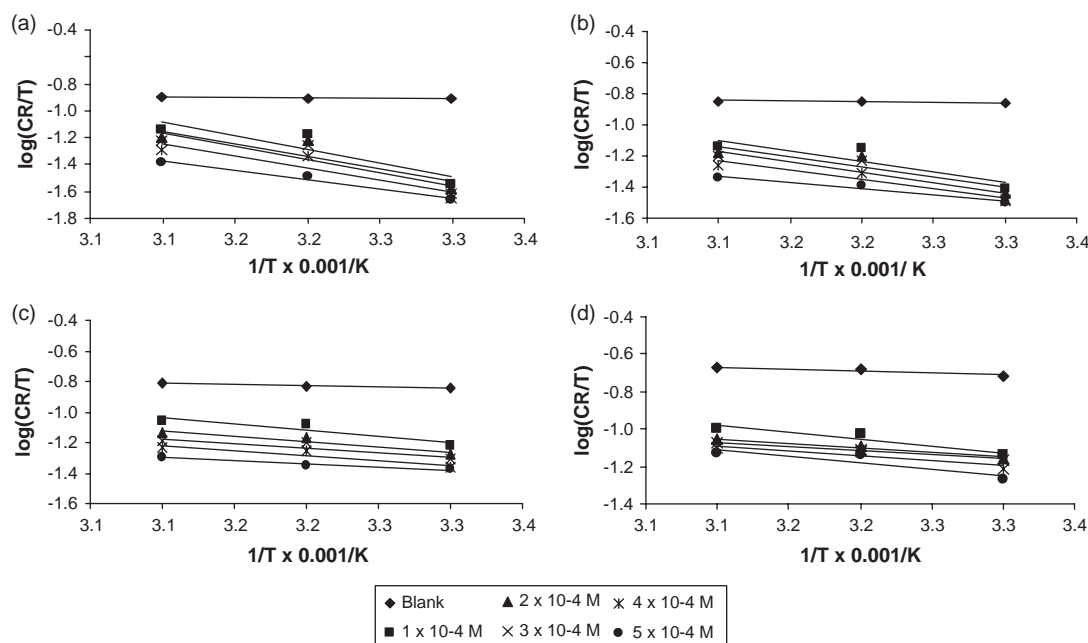 (a)
-0.4
-0.6
-0.8
-1.0
-1.2
-1.4
-1.6
-1.8
log(CR/T)
3.1 3.1 3.2 3.2 3.3 3.3 3.4
1/T x 0.001/K
(b)
-0.4
-0.6
-0.8
-1.0
-1.2
-1.4
-1.6
log(CR/T)
3.1 3.1 3.2 3.2 3.3 3.3 3.4
1/T x 0.001/ K
(c)
-0.4
-0.6
-0.8
-1.0
-1.2
-1.4
-1.6
log(CR/T)
3.1 3.1 3.2 3.2 3.3 3.3 3.4
1/T x 0.001/K
(d)
-0.4
-0.6
-0.8
-1.0
-1.2
-1.4
log(CR/T)
3.1 3.1 3.2 3.2 3.3 3.3 3.4
1/T x 0.001/K
Blank 2 x 10-4 M 4 x 10-4 M
1 x 10-4 M 3 x 10-4 M 5 x 10-4 M